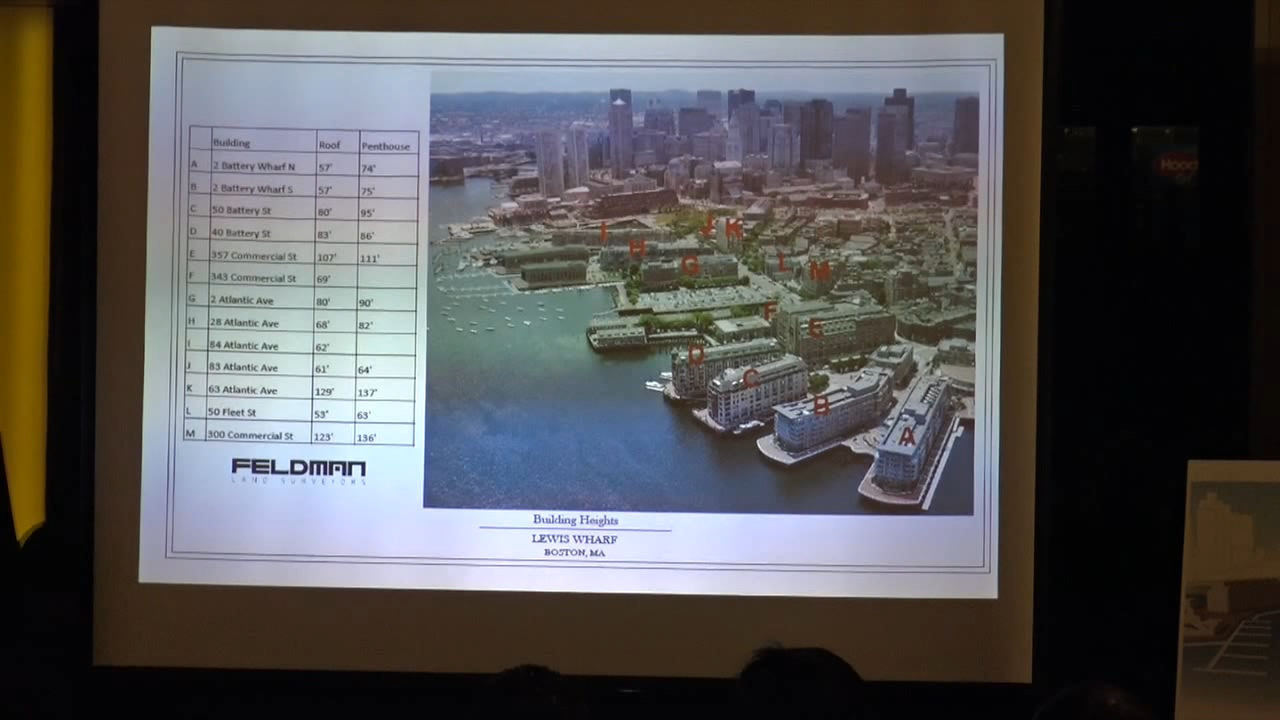 Building Roof Penthouse
A 2 Battery Wharf N 57' 74'
B 2 Battery Wharf S 57' 75'
C 50 Battery St 80' 95'
D 40 Battery St 83' 86'
E 357 Commercial St 107' 111'
F 343 Commercial St 69'
G 2 Atlantic Ave 80' 90'
H 28 Atlantic Ave 68' 82'
I 84 Atlantic Ave 62'
J 83 Atlantic Ave 61' 64'
K 63 Atlantic Ave 129' 137'
L 50 Fleet St 53' 63'
M 300 Commercial St 123' 136'
FELDMAN
LAND SURVEYORS
I H G J K L M
F E
D C B A
Building Heights
LEWIS WHARF
BOSTON, MA